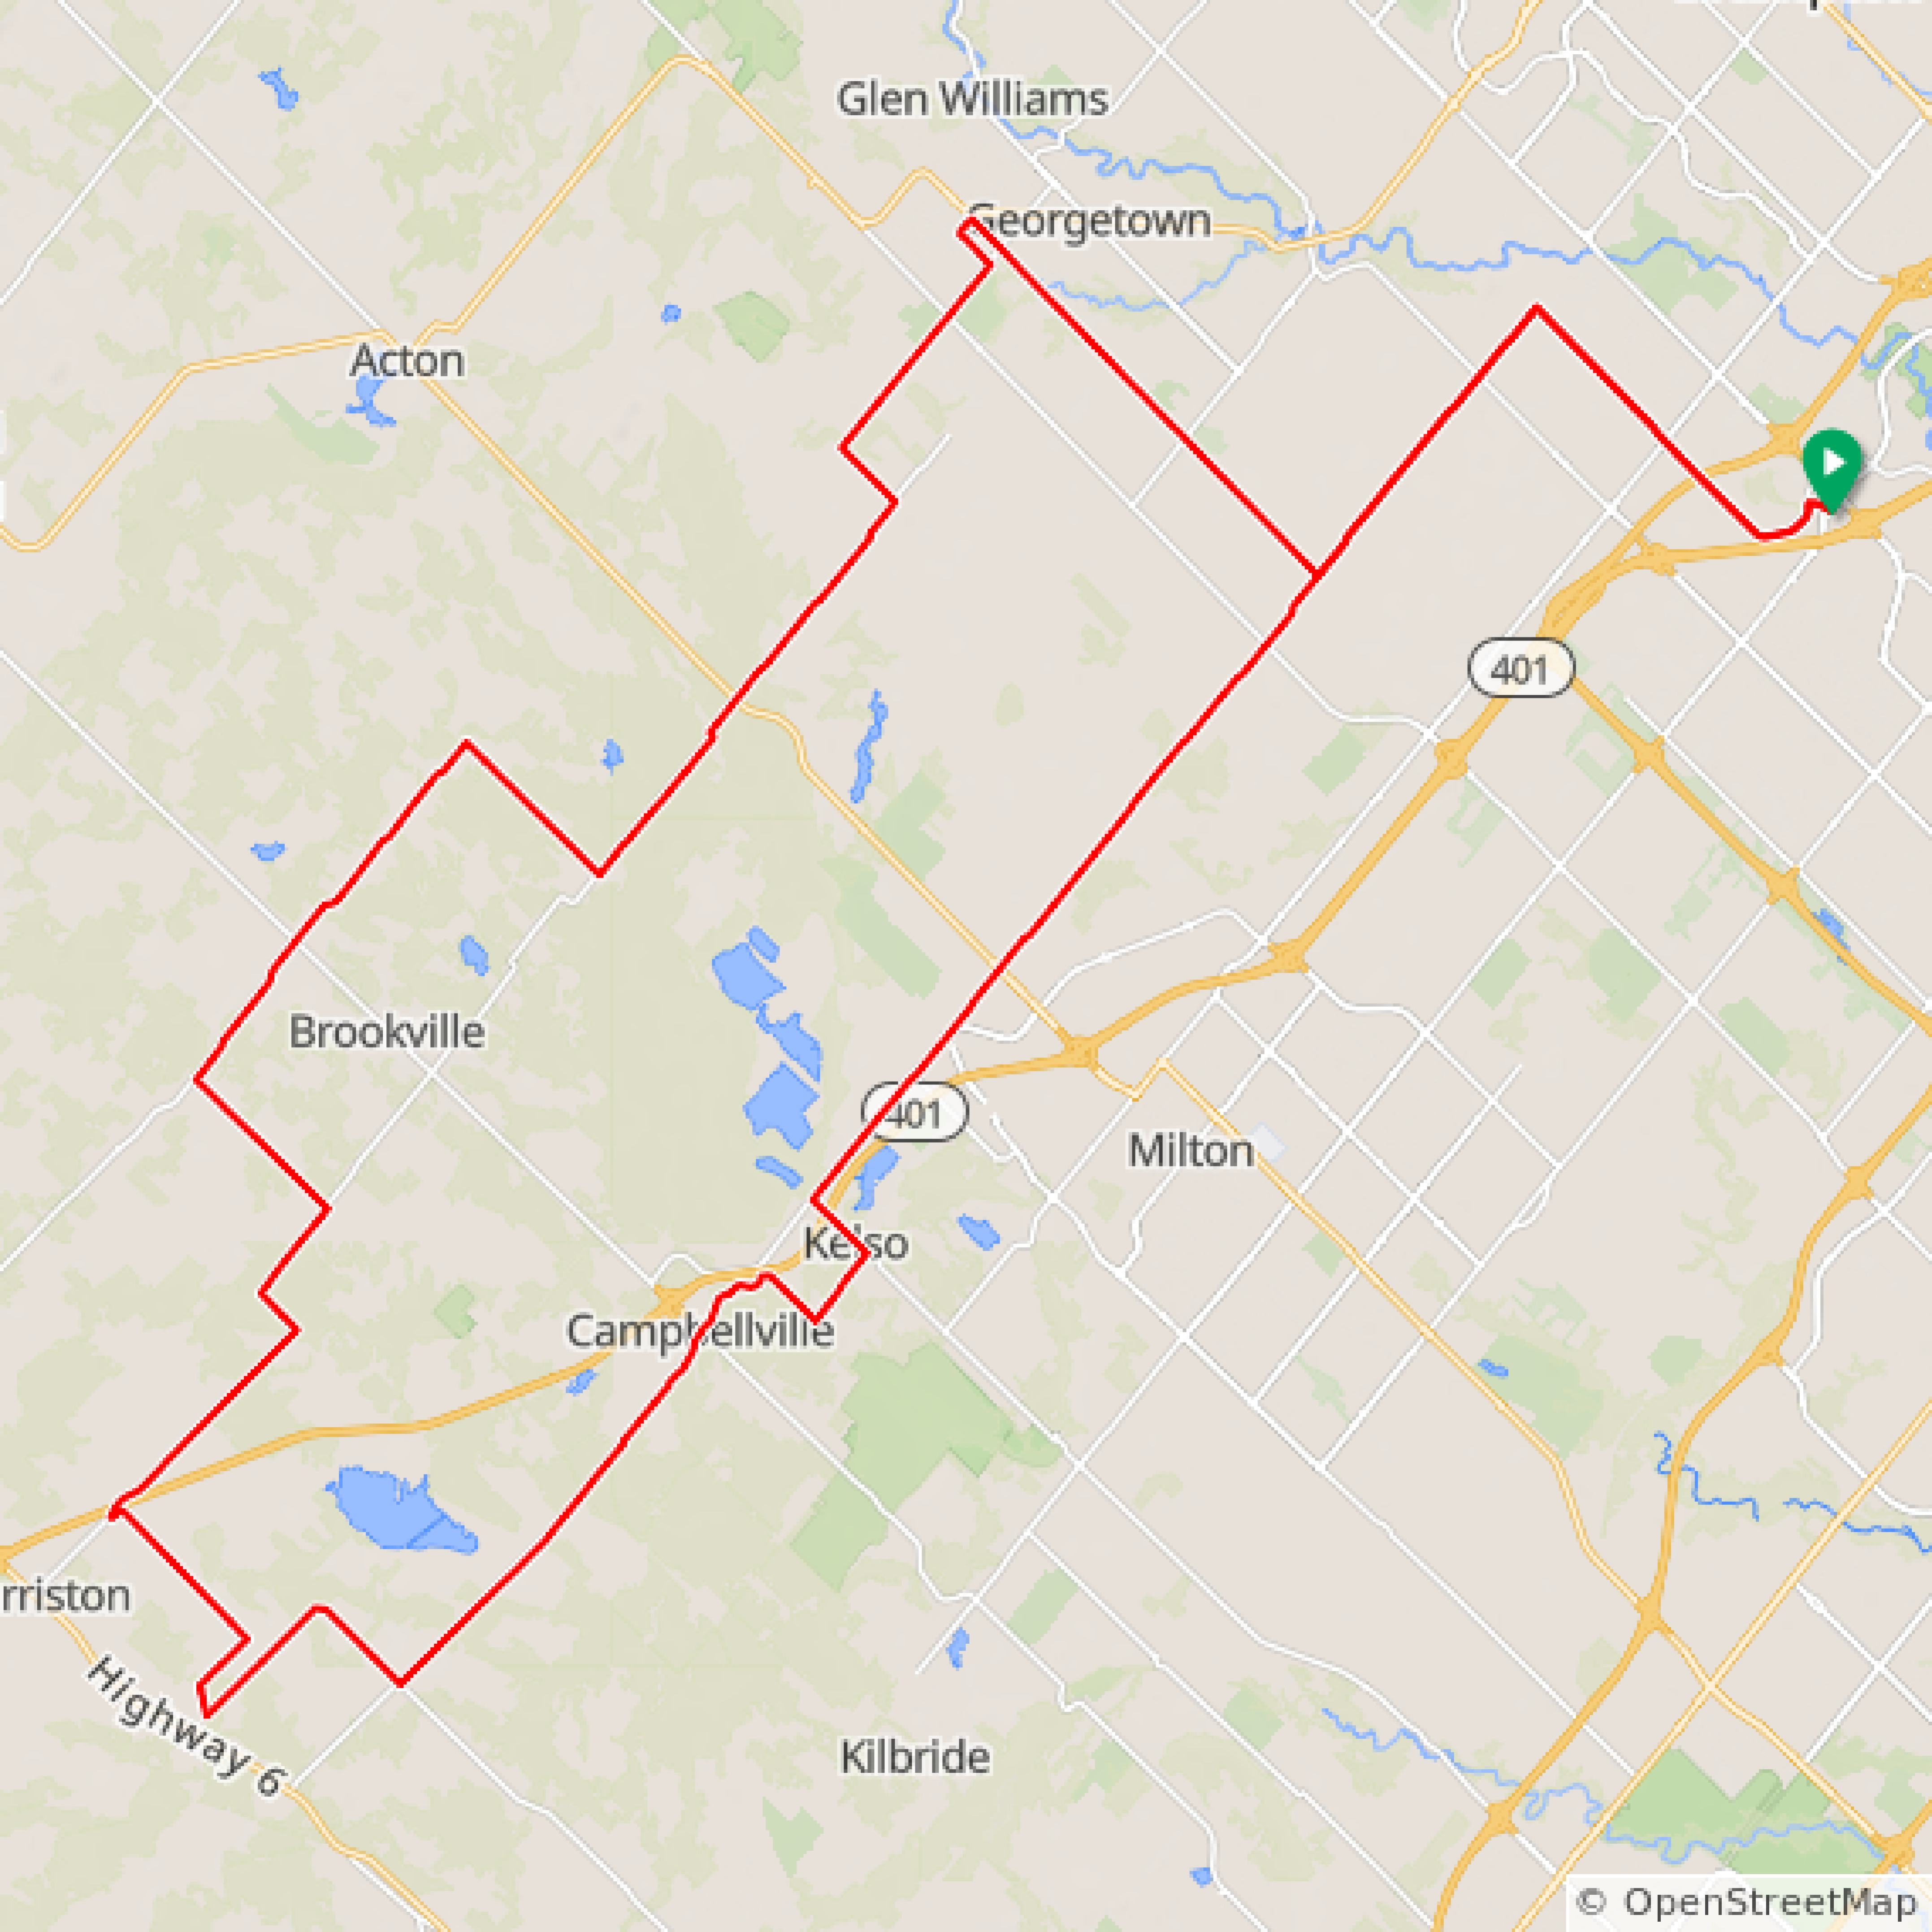 Glen Williams
Georgetown
Acton
401
Brookville
401
Milton
Kelso
Campbellville
rriston
Highway 6
Kilbride
© OpenStreetMap